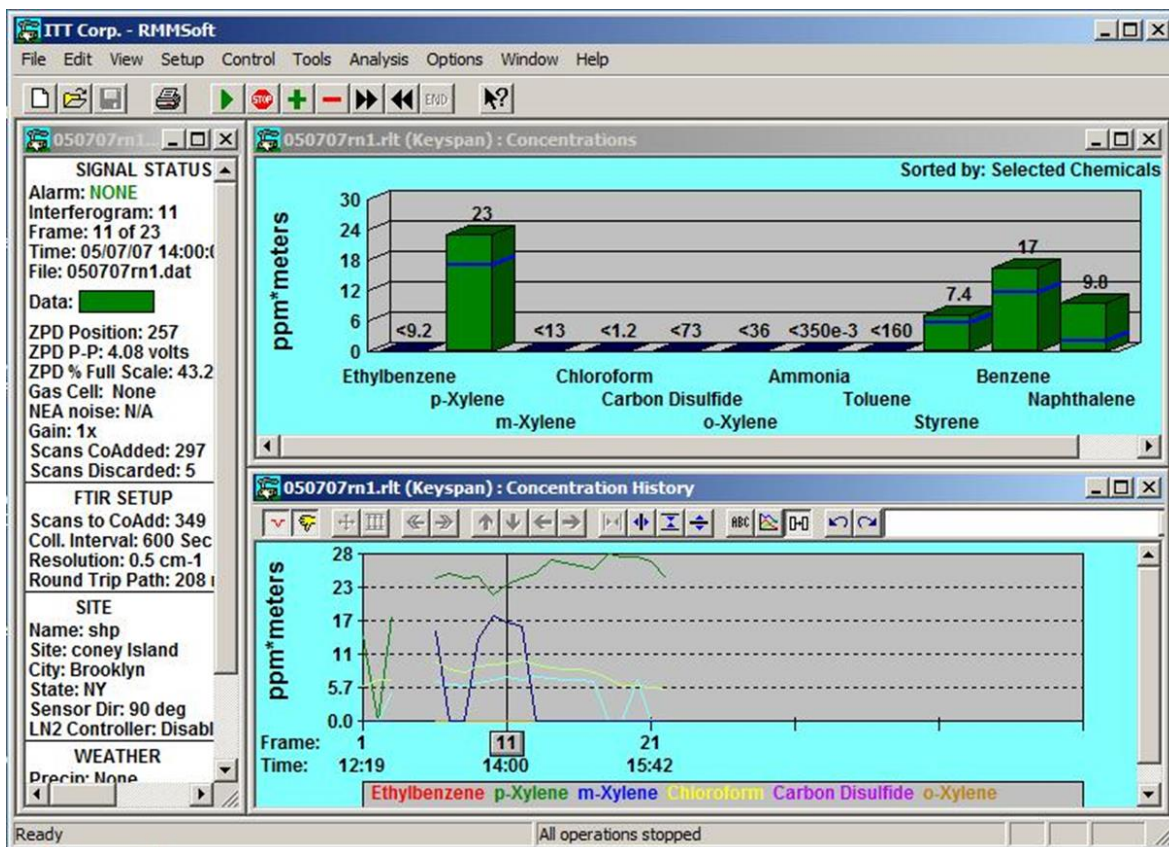 ITT Corp. - RMMSoft
File Edit View Setup Control Tools Analysis Options Window Help
STOP END
050707rn1...
SIGNAL STATUS
Alarm: NONE
Interferogram: 11
Frame: 11 of 23
Time: 05/07/07 14:00:0
File: 050707rn1.dat
Data:
ZPD Position: 257
ZPD P-P: 4.08 volts
ZPD % Full Scale: 43.2
Gas Cell: None
NEA noise: N/A
Gain: 1x
Scans CoAdded: 297
Scans Discarded: 5
FTIR SETUP
Scans to CoAdd: 349
Coll. Interval: 600 Sec
Resolution: 0.5 cm-1
Round Trip Path: 208
SITE
Name: shp
Site: coney Island
City: Brooklyn
State: NY
Sensor Dir: 90 deg
LN2 Controller: Disabl
WEATHER
Precip: None
050707rn1.rlt (Keyspan) : Concentrations
Sorted by: Selected Chemicals
ppm*meters
30
24
18
12
6
0
<9.2 23 <13 <1.2 <73 <36 <350e-3 <160 7.4 17 9.8
Ethylbenzene Chloroform Ammonia Benzene
p-Xylene Carbon Disulfide Toluene Naphthalene
m-Xylene o-Xylene Styrene
050707rn1.rlt (Keyspan) : Concentration History
ABC
ppm*meters
28
23
17
11
5.7
0.0
Frame: 1 11 21
Time: 12:19 14:00 15:42
Ethylbenzene p-Xylene m-Xylene Chloroform Carbon Disulfide o-Xylene
Ready All operations stopped